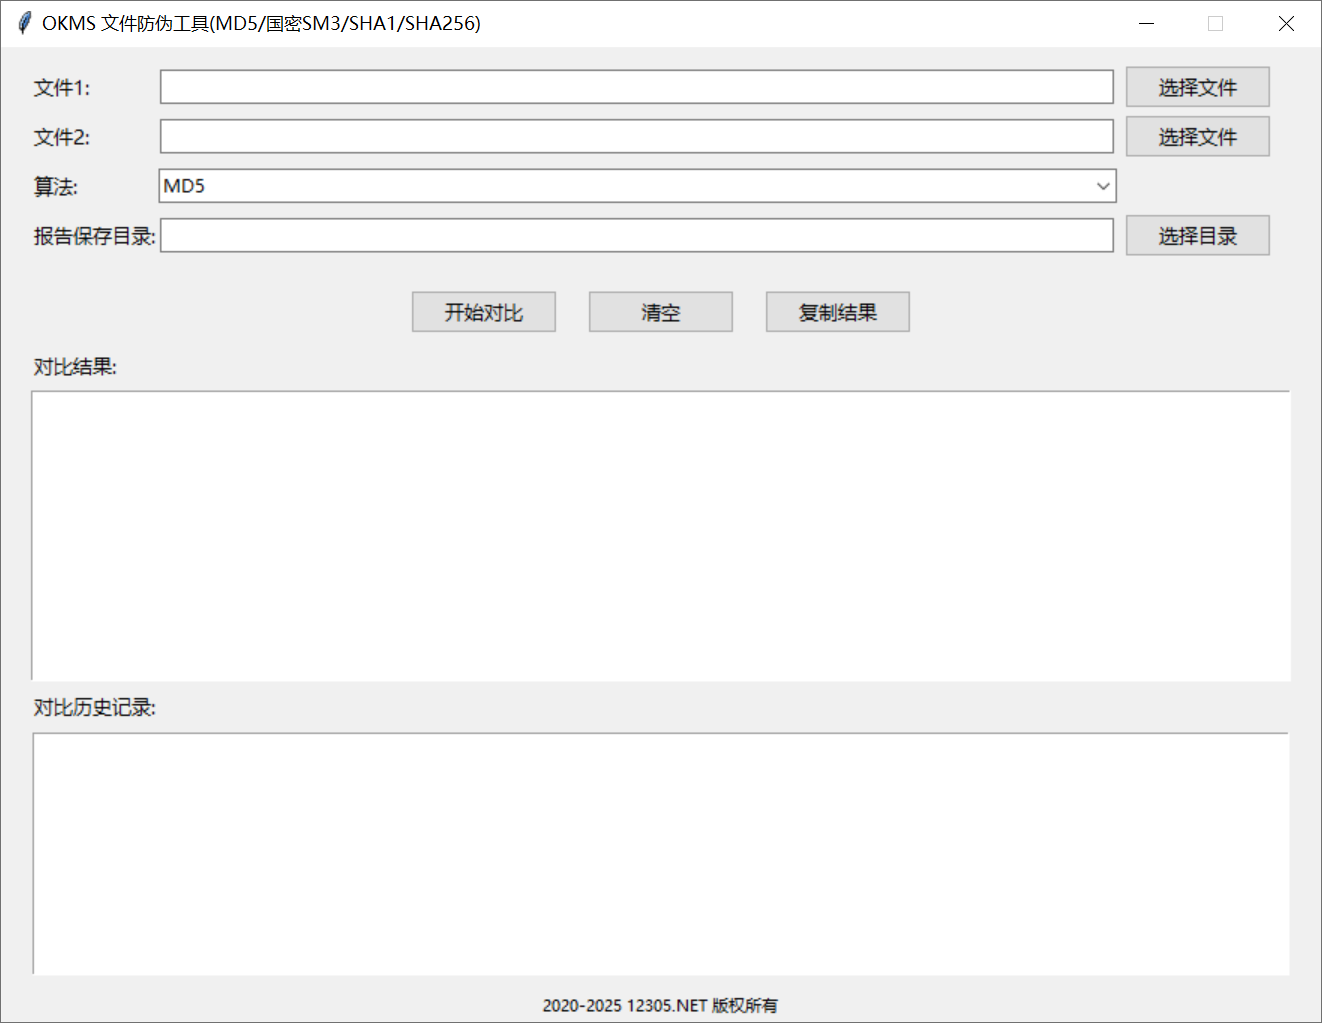 OKMS 文件防伪工具(MD5/国密SM3/SHA1/SHA256)
文件1:
选择文件
文件2:
选择文件
算法:
MD5
报告保存目录:
选择目录
开始对比
清空
复制结果
对比结果:
对比历史记录:
2020-2025 12305.NET 版权所有